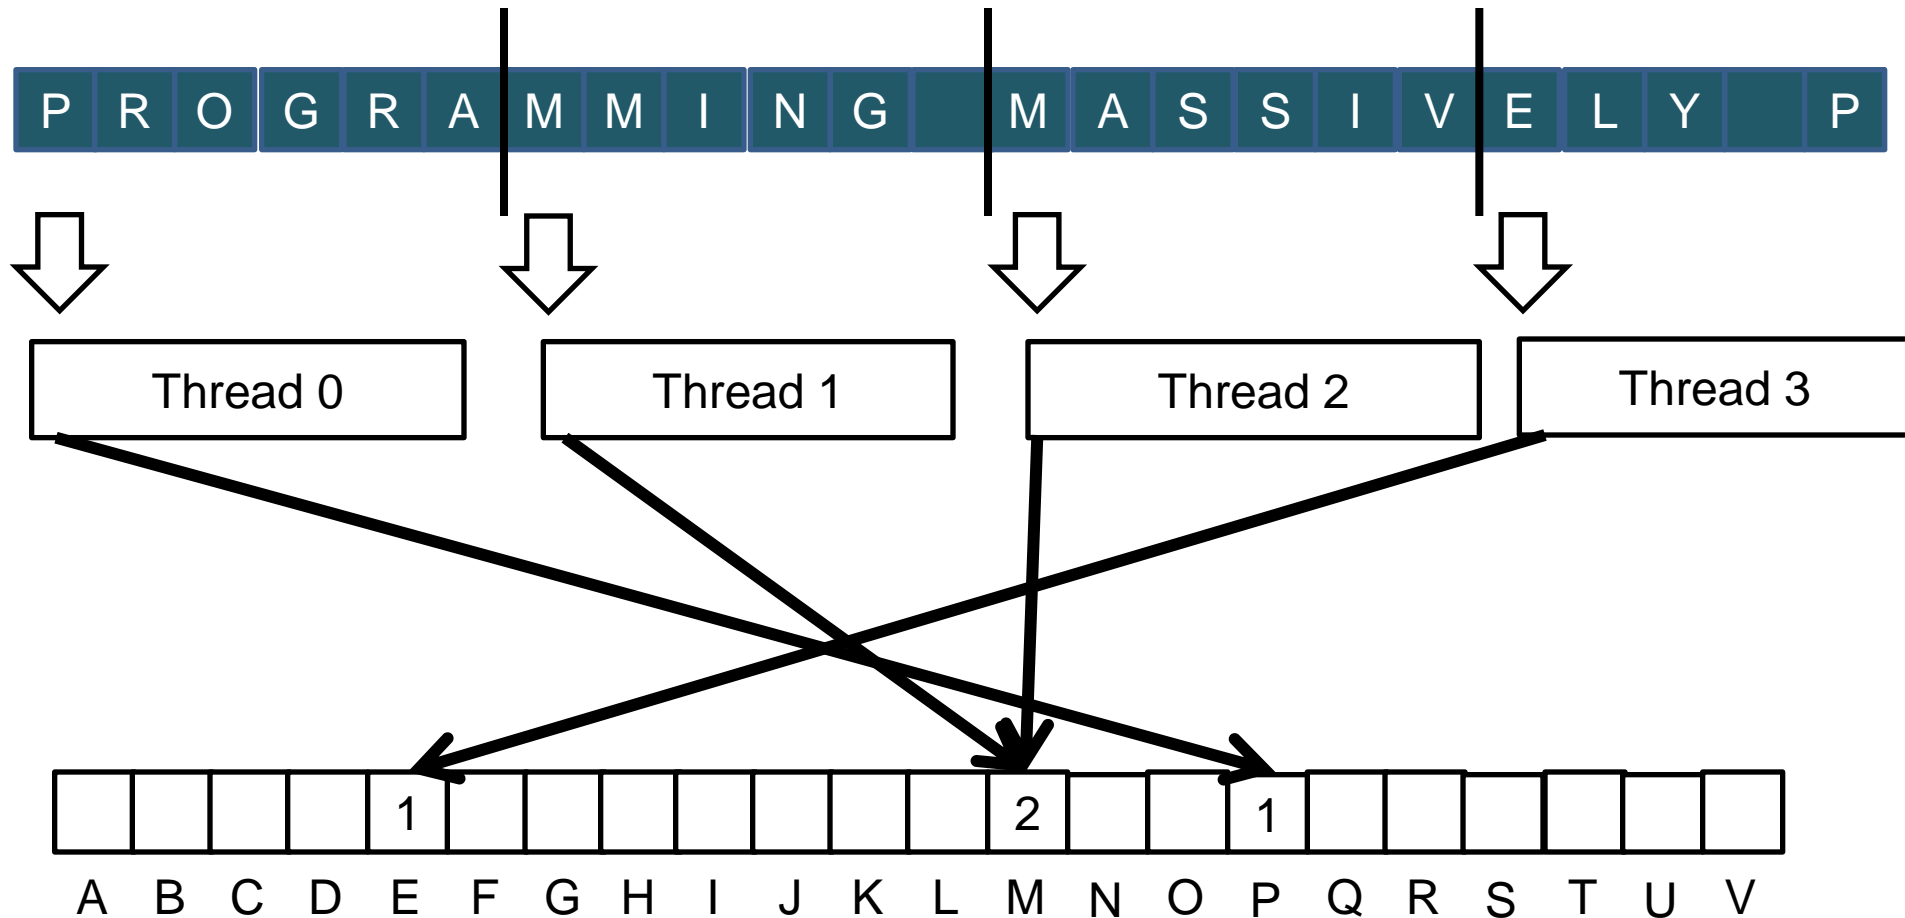 P R O G R A M M I N G M A S S I V E L Y P
Thread 0 Thread 1 Thread 2 Thread 3
1 2 1
A B C D E F G H I J K L M N O P Q R S T U V